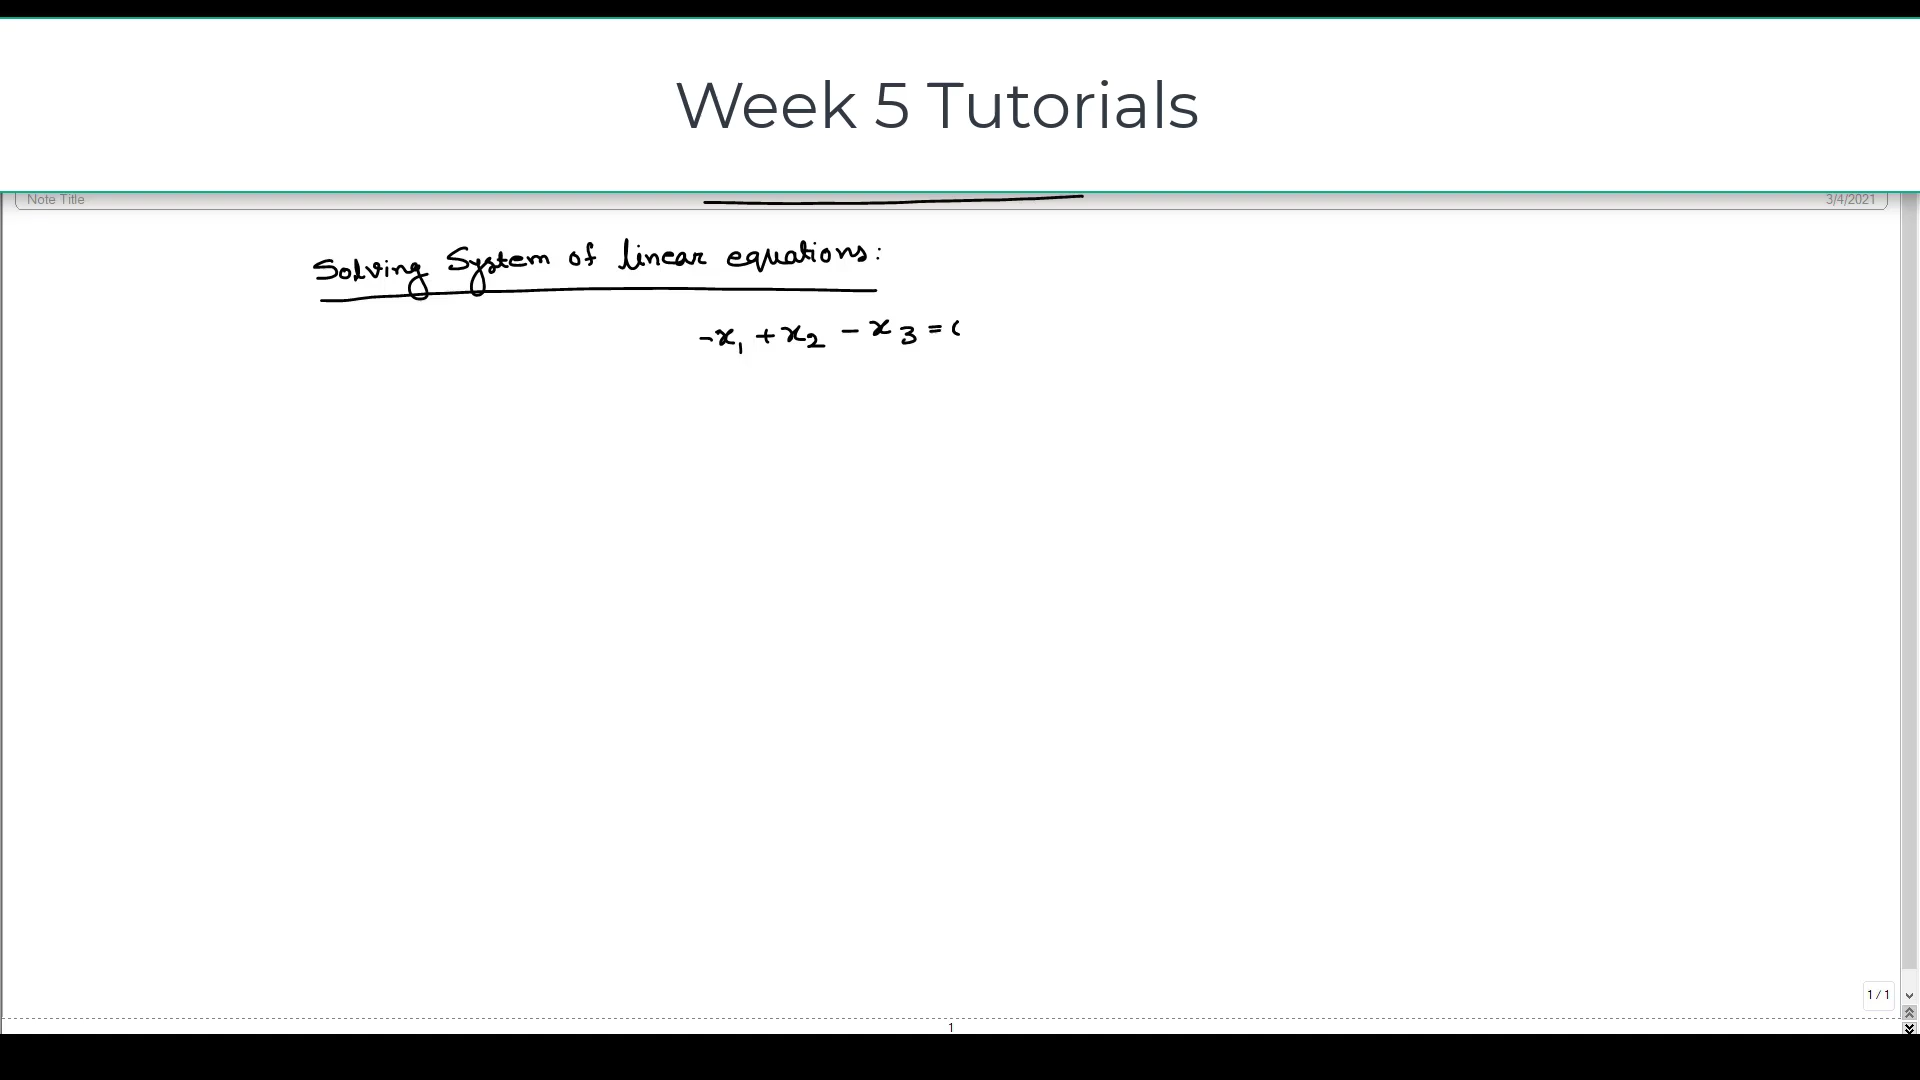 Week 5 Tutorials
Note Title 3/4/2021
Solving System of linear equations:
-x₁ + x₂ - x₃ = (
1 / 1
1